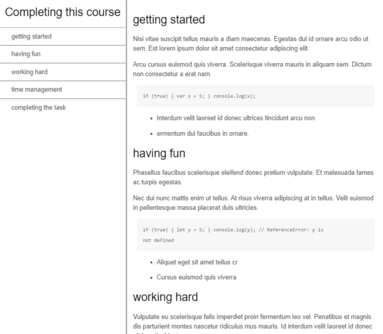 Completing this course
getting started
having fun
working hard
time management
completing the task
getting started
Nisi vitae suscipit tellus mauris a diam maecenas. Egestas dui id ornare arcu odio ut
sem. Est lorem ipsum dolor sit amet consectetur adipiscing elit.
Arcu cursus euismod quis viverra. Scelerisque viverra mauris in aliquam sem. Dictum
non consectetur a erat nam.
if (true) { var x = 5; } console.log(x);
Interdum velit laoreet id donec ultrices tincidunt arcu non.
ermentum dui faucibus in ornare.
having fun
Phasellus faucibus scelerisque eleifend donec pretium vulputate. Et malesuada fames
ac turpis egestas.
Nec dui nunc mattis enim ut tellus. At risus viverra adipiscing at in tellus. Velit euismod
in pellentesque massa placerat duis ultricies.
if (true) { let y = 5; } console.log(y); // ReferenceError: y is
not defined
Aliquet eget sit amet tellus cr
Cursus euismod quis viverra
working hard
Vulputate eu scelerisque felis imperdiet proin fermentum leo vel. Penatibus et magnis
dis parturient montes nascetur ridiculus mus mauris. Id interdum velit laoreet id donec